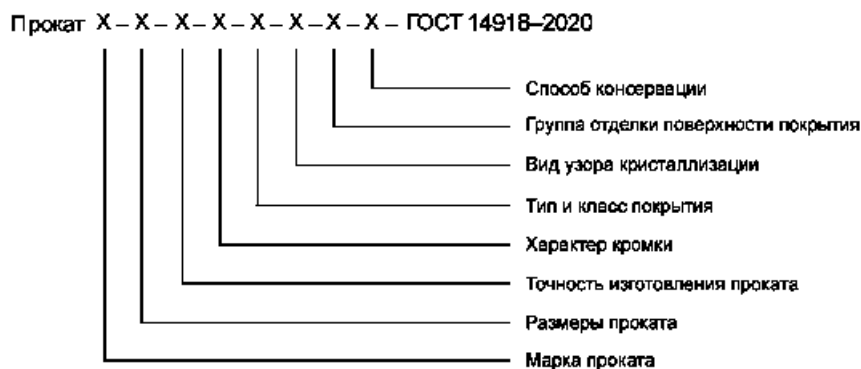 Прокат X – X – X – X – X – X – X – X – ГОСТ 14918–2020
Способ консервации
Группа отделки поверхности покрытия
Вид узора кристаллизации
Тип и класс покрытия
Характер кромки
Точность изготовления проката
Размеры проката
Марка проката